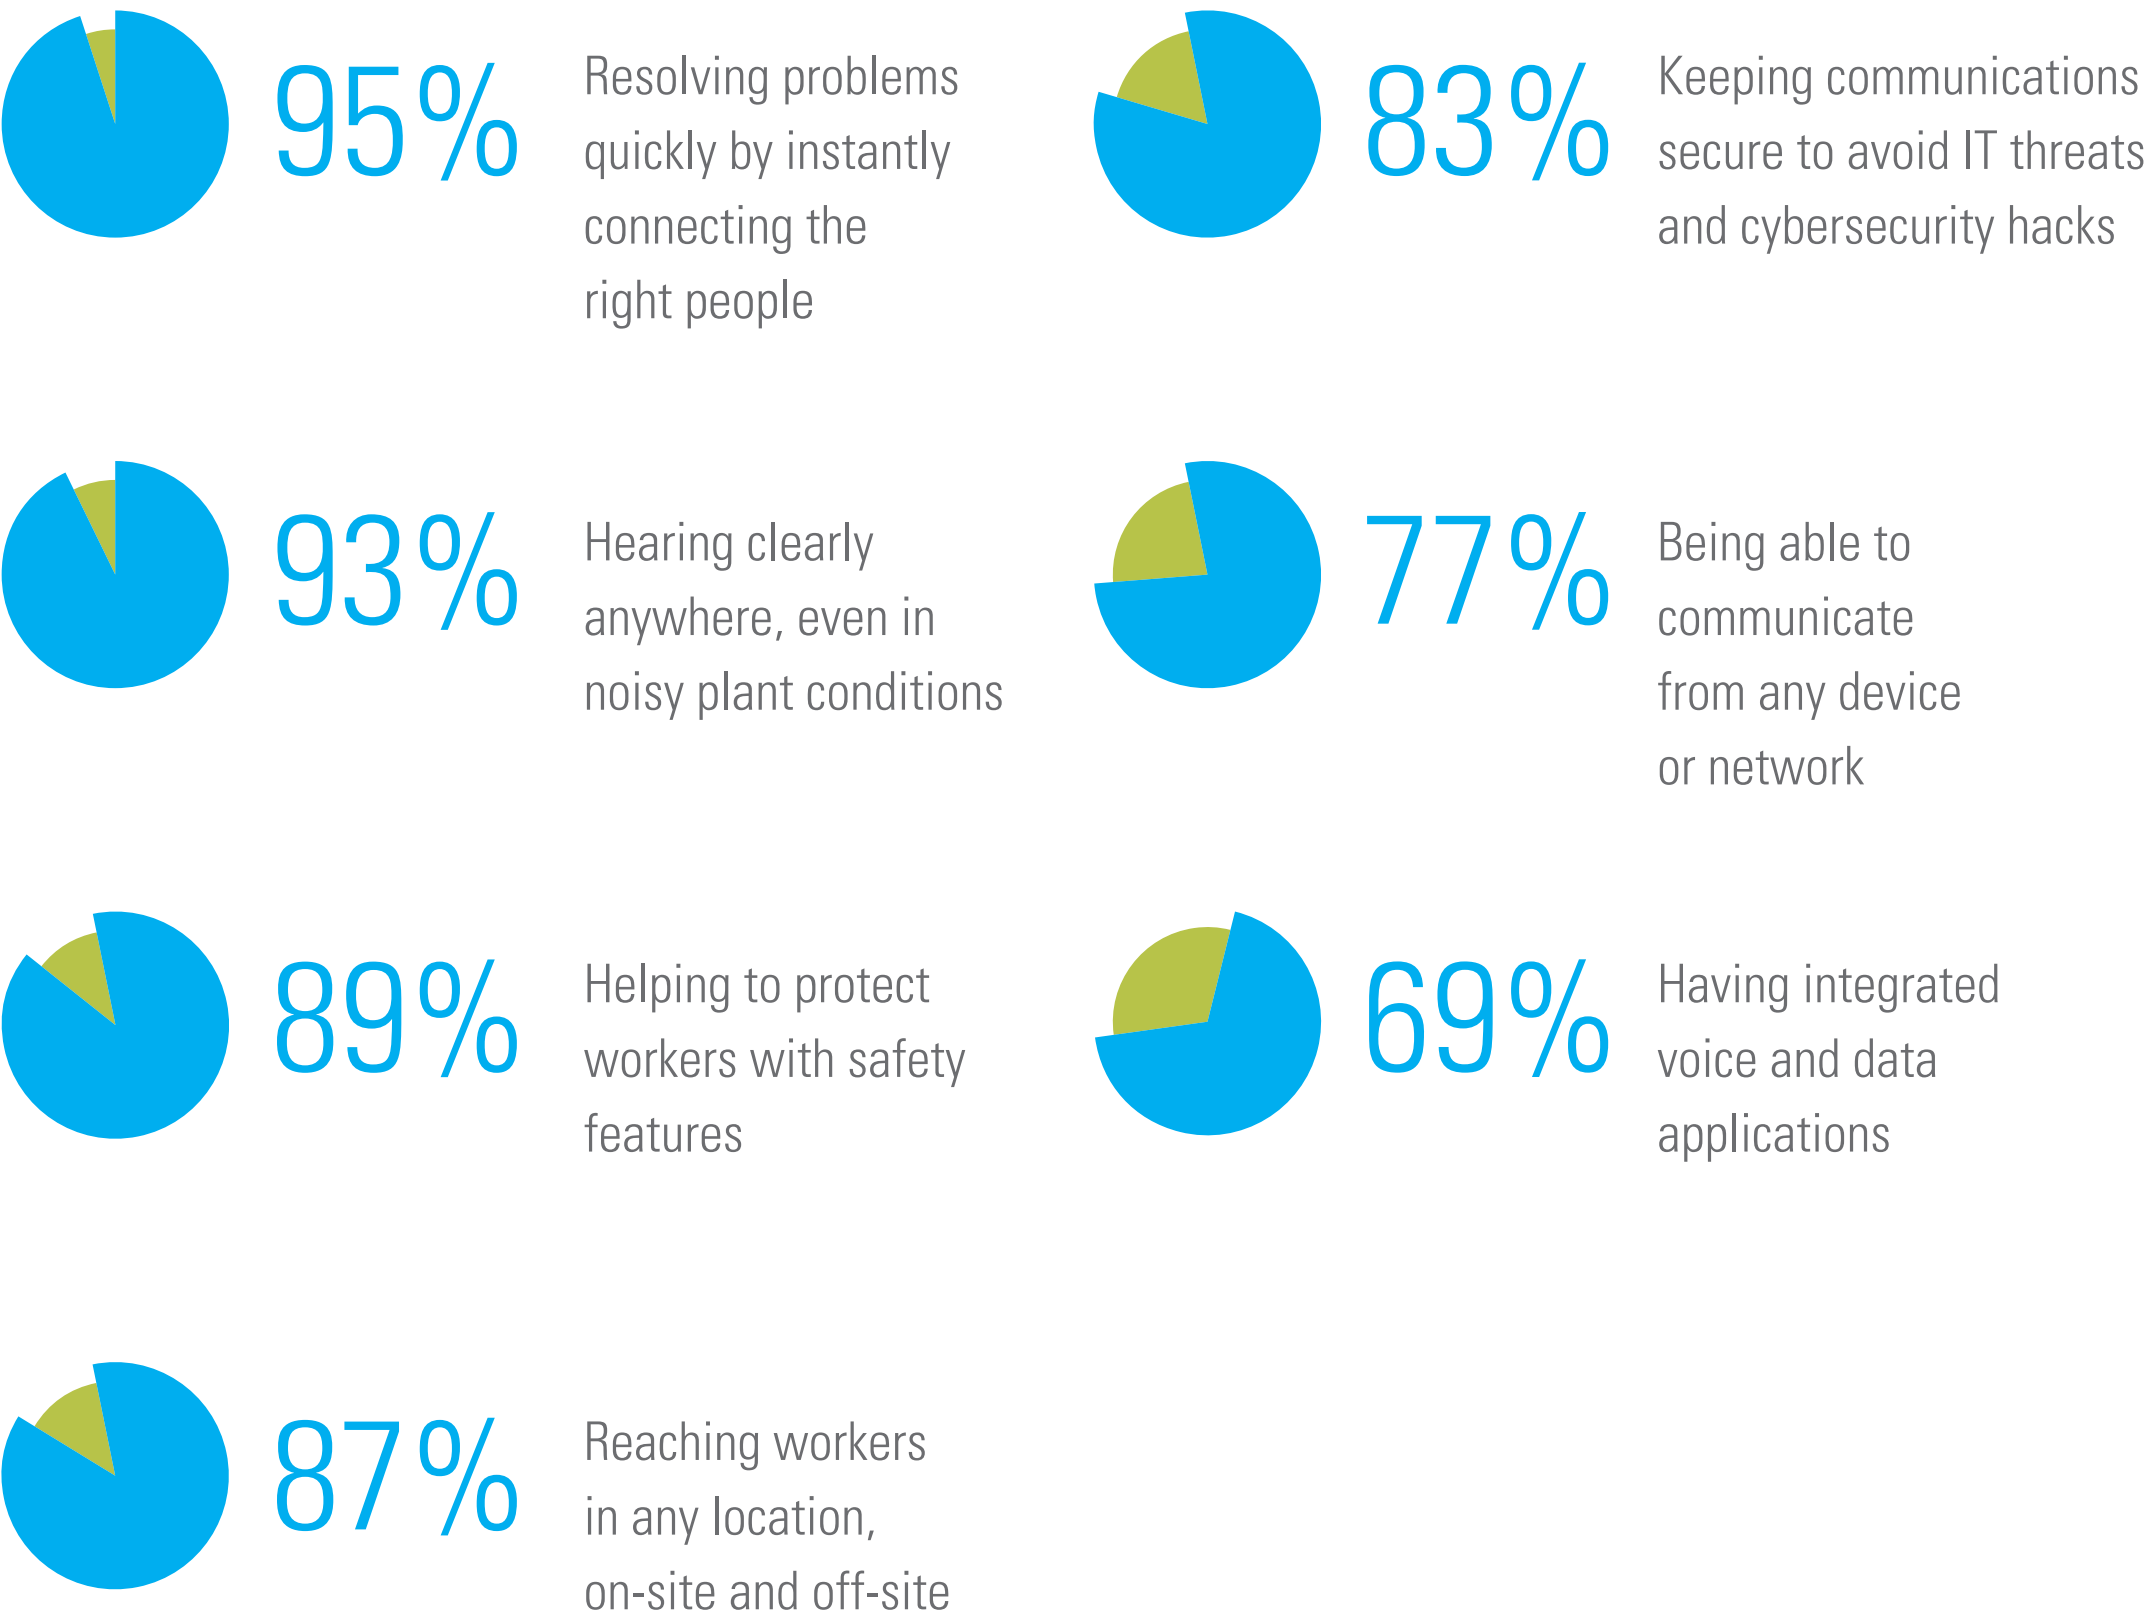 95%
Resolving problems
quickly by instantly
connecting the
right people
93%
Hearing clearly
anywhere, even in
noisy plant conditions
89%
Helping to protect
workers with safety
features
87%
Reaching workers
in any location,
on-site and off-site
83%
Keeping communications
secure to avoid IT threats
and cybersecurity hacks
77%
Being able to
communicate
from any device
or network
69%
Having integrated
voice and data
applications